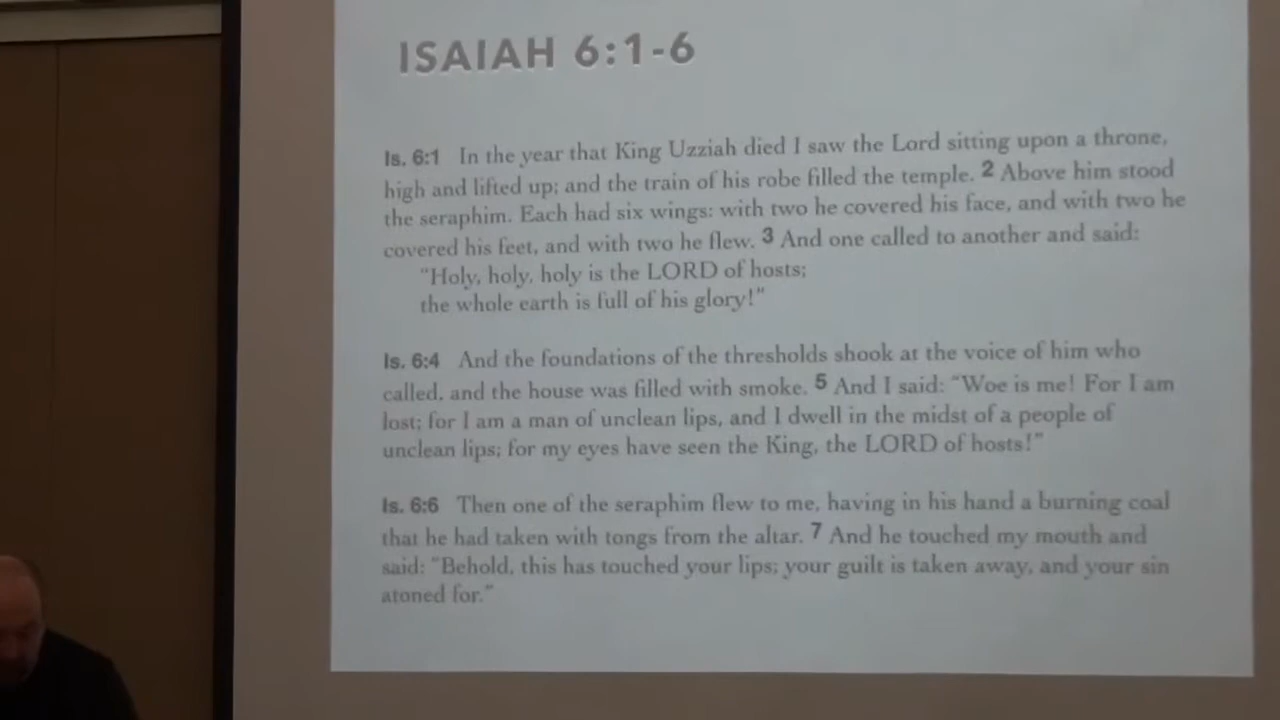 ISAIAH 6:1-6
Is. 6:1 In the year that King Uzziah died I saw the Lord sitting upon a throne,
high and lifted up; and the train of his robe filled the temple. 2 Above him stood
the seraphim. Each had six wings: with two he covered his face, and with two he
covered his feet, and with two he flew. 3 And one called to another and said:
“Holy, holy, holy is the LORD of hosts;
the whole earth is full of his glory!”
Is. 6:4 And the foundations of the thresholds shook at the voice of him who
called, and the house was filled with smoke. 5 And I said: “Woe is me! For I am
lost; for I am a man of unclean lips, and I dwell in the midst of a people of
unclean lips; for my eyes have seen the King, the LORD of hosts!”
Is. 6:6 Then one of the seraphim flew to me, having in his hand a burning coal
that he had taken with tongs from the altar. 7 And he touched my mouth and
said: “Behold, this has touched your lips; your guilt is taken away, and your sin
atoned for.”